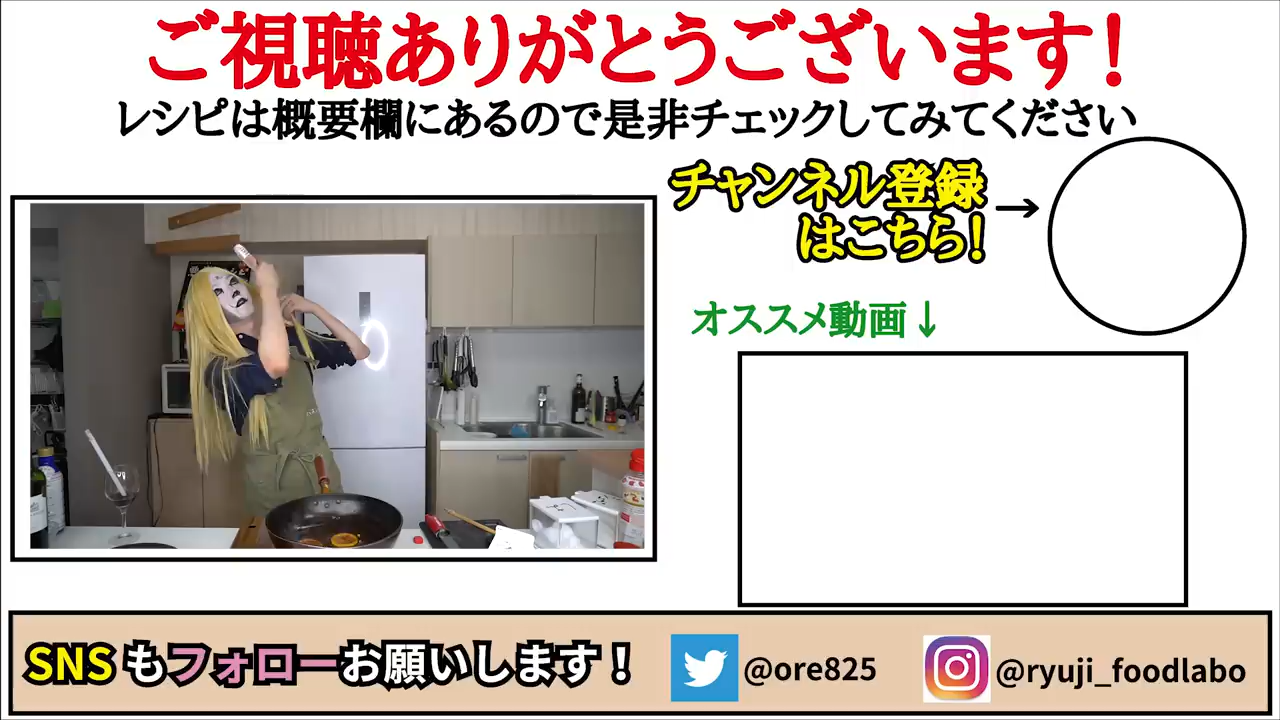 ご視聴ありがとうございます!
レシピは概要欄にあるので是非チェックしてみてください
チャンネル登録
はこちら!
→
オススメ動画↓
SNSもフォローお願いします!
@ore825
@ryuji_foodlabo